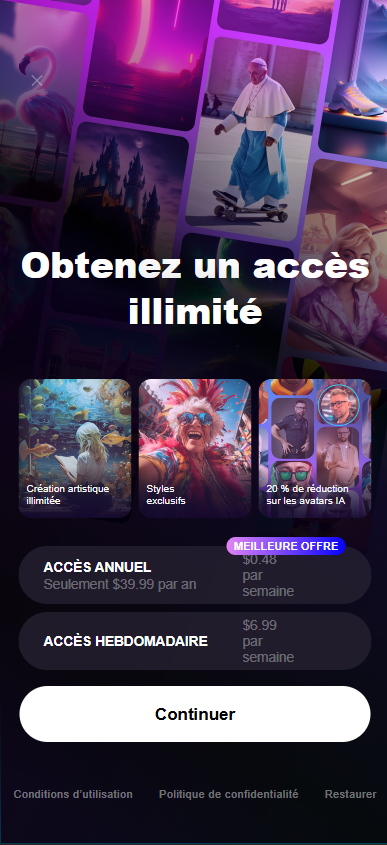 Obtenez un accès
illimité
Création artistique
illimitée
Styles
exclusifs
20 % de réduction
sur les avatars IA
MEILLEURE OFFRE
ACCÈS ANNUEL
Seulement $39.99 par an
$0.48
par
semaine
ACCÈS HEBDOMADAIRE
$6.99
par
semaine
Continuer
Conditions d'utilisation
Politique de confidentialité
Restaurer